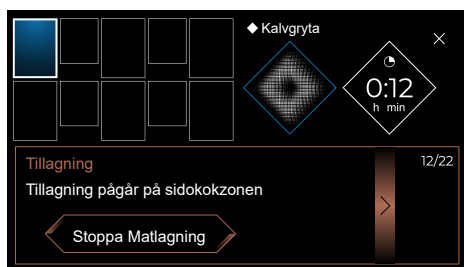 Kalvgryta
0:12
h min
Tillagning
12/22
Tillagning pågår på sidokokzonen
Stoppa Matlagning